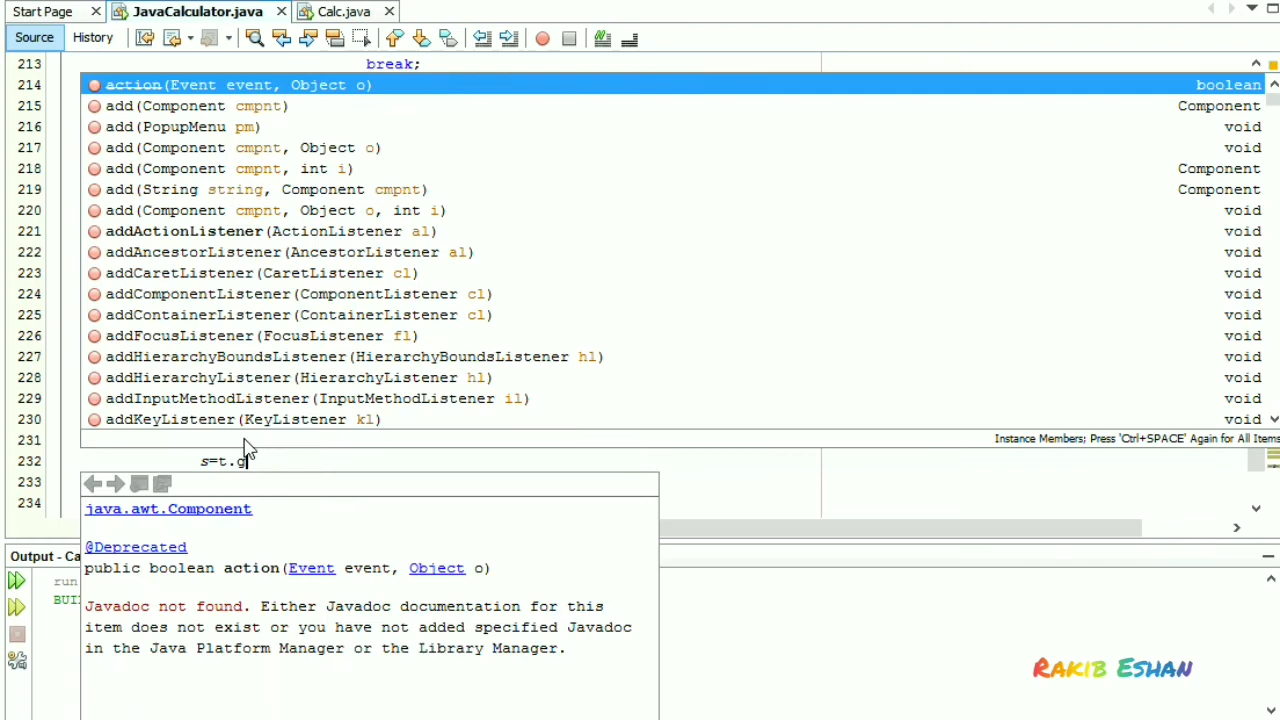 Start Page JavaCalculator.java Calc.java
Source History
213 break;
214 action(Event event, Object o) boolean
215 add(Component cmpnt) Component
216 add(PopupMenu pm) void
217 add(Component cmpnt, Object o) void
218 add(Component cmpnt, int i) Component
219 add(String string, Component cmpnt) Component
220 add(Component cmpnt, Object o, int i) void
221 addActionListener(ActionListener al) void
222 addAncestorListener(AncestorListener al) void
223 addCaretListener(CaretListener cl) void
224 addComponentListener(ComponentListener cl) void
225 addContainerListener(ContainerListener cl) void
226 addFocusListener(FocusListener fl) void
227 addHierarchyBoundsListener(HierarchyBoundsListener hl) void
228 addHierarchyListener(HierarchyListener hl) void
229 addInputMethodListener(InputMethodListener il) void
230 addKeyListener(KeyListener kl) void
231 Instance Members; Press 'Ctrl+SPACE' Again for All Items
232 s=t.g
233
234
java.awt.Component
@Deprecated
public boolean action(Event event, Object o)
Javadoc not found. Either Javadoc documentation for this
item does not exist or you have not added specified Javadoc
in the Java Platform Manager or the Library Manager.
Output - Ca
run
BUI
RAKIB ESHAN